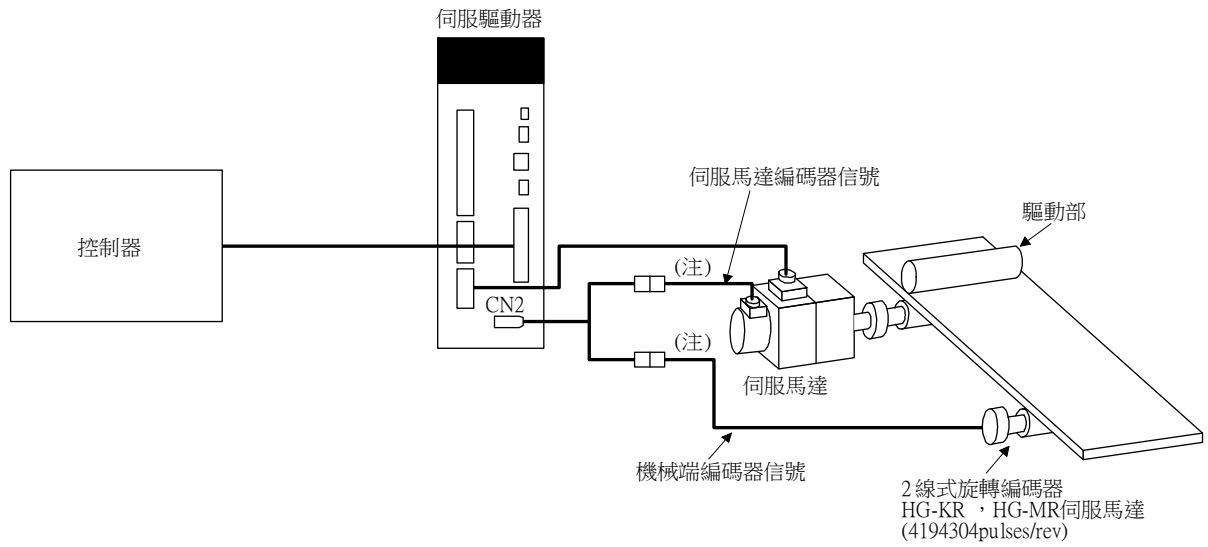 伺服驅動器
伺服馬達編碼器信號
驅動部
控制器
(注)
CN2
(注)
伺服馬達
機械端編碼器信號
2 線式旋轉編碼器
HG-KR ，HG-MR伺服馬達
(4194304pulses/rev)